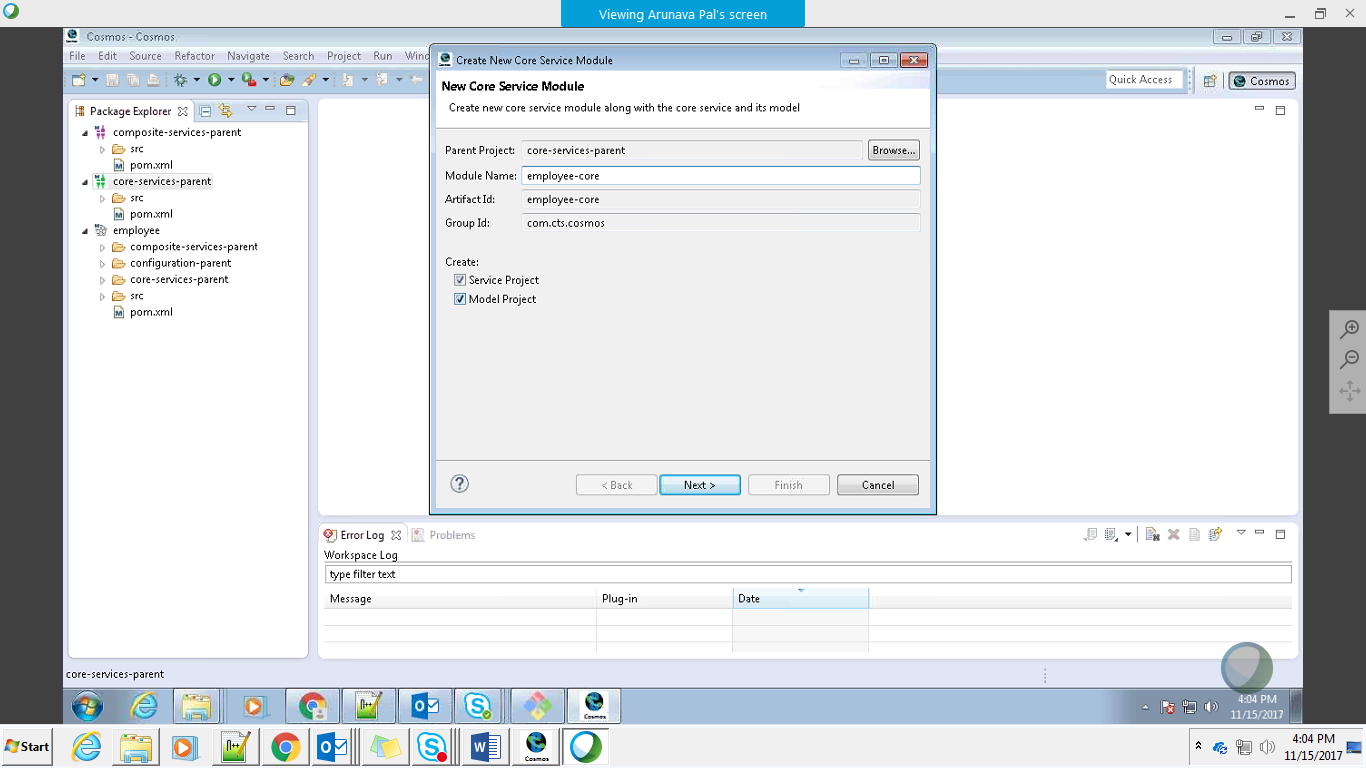 Viewing Arunava Pal's screen
Cosmos - Cosmos
File Edit Source Refactor Navigate Search Project Run Wind
Quick Access
Cosmos
Package Explorer
composite-services-parent
src
pom.xml
core-services-parent
src
pom.xml
employee
composite-services-parent
configuration-parent
core-services-parent
src
pom.xml
Create New Core Service Module
New Core Service Module
Create new core service module along with the core service and its model
Parent Project: core-services-parent Browse...
Module Name: employee-core
Artifact Id: employee-core
Group Id: com.cts.cosmos
Create:
Service Project
Model Project
? < Back Next > Finish Cancel
Error Log Problems
Workspace Log
type filter text
Message Plug-in Date
core-services-parent
Cosmos
4:04 PM
11/15/2017
Start
Cosmos
4:04 PM
11/15/2017